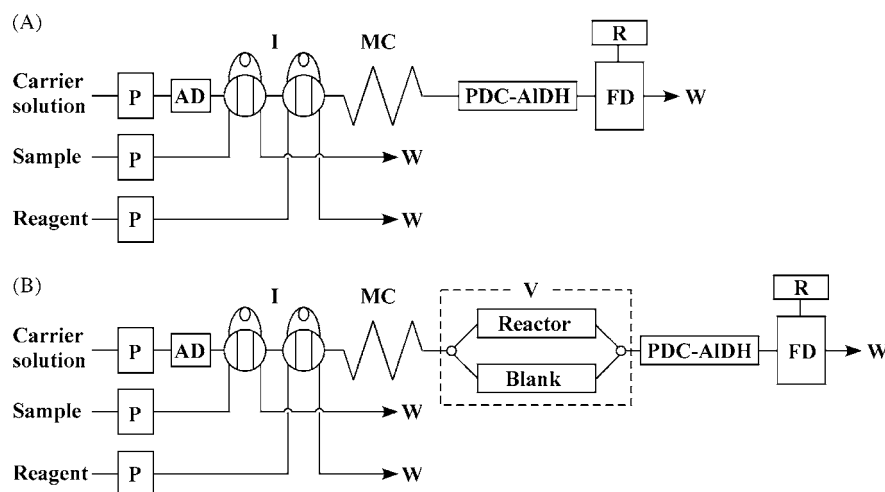 (A)
I
MC
R
Carrier
solution
P
AD
PDC-AlDH
FD
W
Sample
P
W
Reagent
P
W
(B)
I
MC
V
R
Carrier
solution
P
AD
Reactor
Blank
PDC-AlDH
FD
W
Sample
P
W
Reagent
P
W